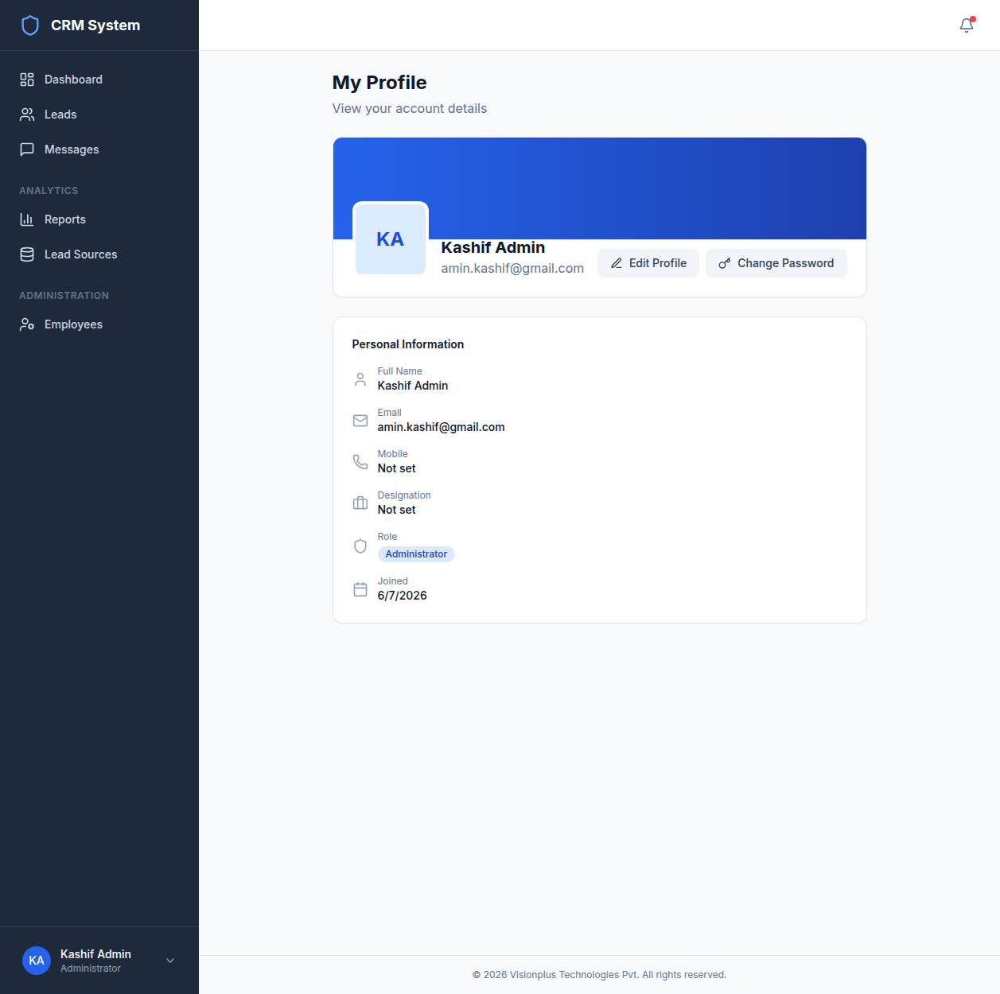 CRM System
Dashboard
Leads
Messages
ANALYTICS
Reports
Lead Sources
ADMINISTRATION
Employees
KA
Kashif Admin
Administrator
My Profile
View your account details
KA
Kashif Admin
amin.kashif@gmail.com
Edit Profile
Change Password
Personal Information
Full Name
Kashif Admin
Email
amin.kashif@gmail.com
Mobile
Not set
Designation
Not set
Role
Administrator
Joined
6/7/2026
© 2026 Visionplus Technologies Pvt. All rights reserved.